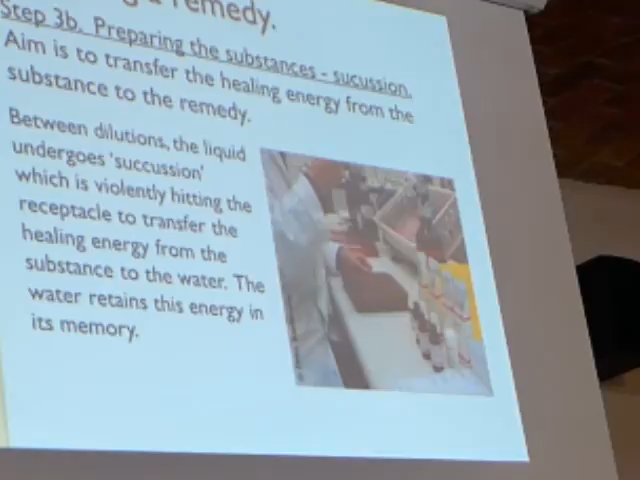 remedy.
Step 3b. Preparing the substances - sucussion.
Aim is to transfer the healing energy from the
substance to the remedy.
Between dilutions, the liquid
undergoes 'succussion'
which is violently hitting the
receptacle to transfer the
healing energy from the
substance to the water. The
water retains this energy in
its memory.